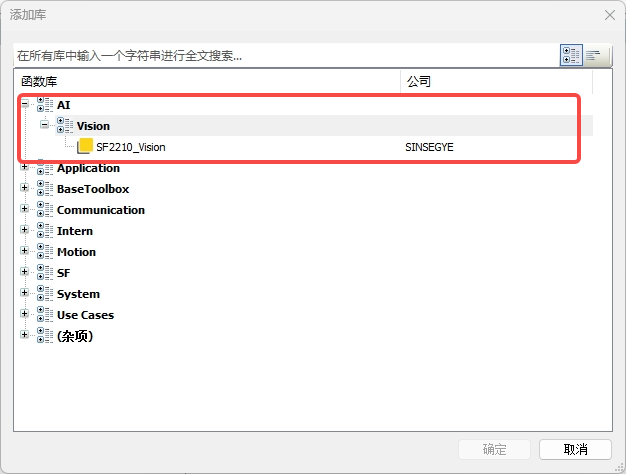 添加库
在所有库中输入一个字符串进行全文搜索...
函数库 公司
AI
Vision
SF2210_Vision SINSEGYE
Application
BaseToolbox
Communication
Intern
Motion
SF
System
Use Cases
(杂项)
确定 取消